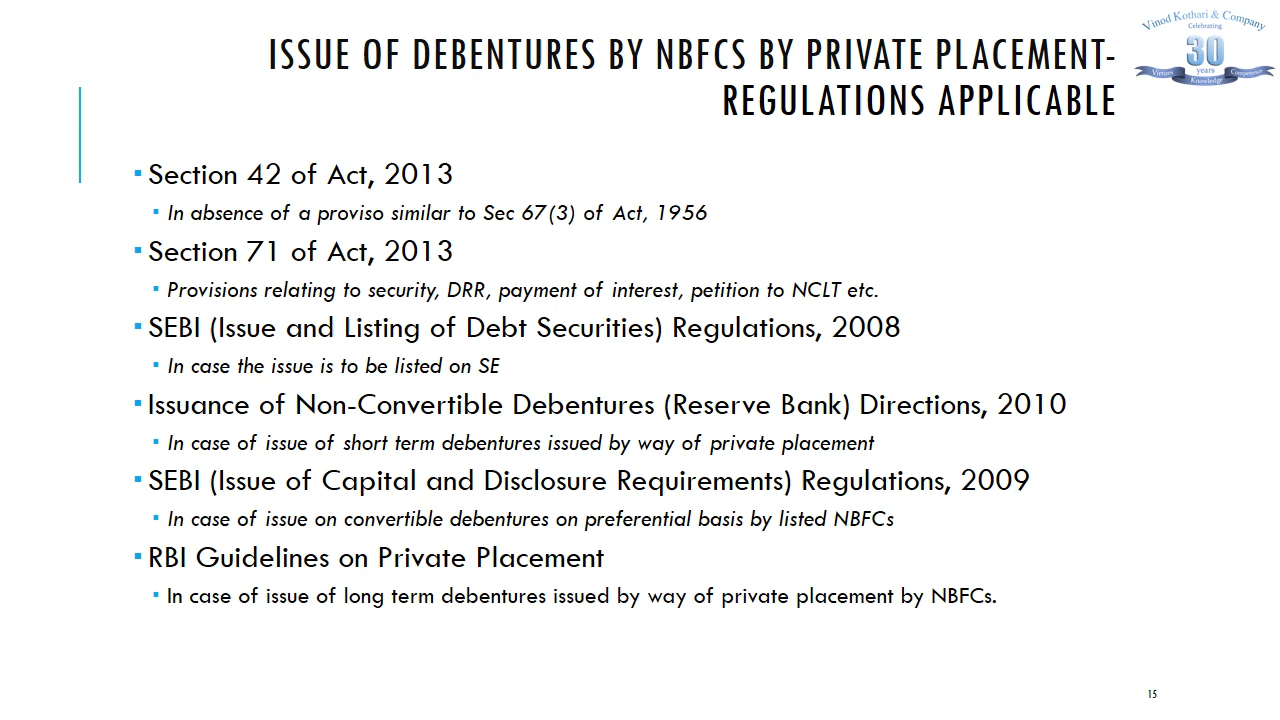 Vinod Kothari & Company
Celebrating
30
years
Virtues
Knowledge
Competence
ISSUE OF DEBENTURES BY NBFCS BY PRIVATE PLACEMENT-
REGULATIONS APPLICABLE
▪ Section 42 of Act, 2013
▪ In absence of a proviso similar to Sec 67(3) of Act, 1956
▪ Section 71 of Act, 2013
▪ Provisions relating to security, DRR, payment of interest, petition to NCLT etc.
▪ SEBI (Issue and Listing of Debt Securities) Regulations, 2008
▪ In case the issue is to be listed on SE
▪ Issuance of Non-Convertible Debentures (Reserve Bank) Directions, 2010
▪ In case of issue of short term debentures issued by way of private placement
▪ SEBI (Issue of Capital and Disclosure Requirements) Regulations, 2009
▪ In case of issue on convertible debentures on preferential basis by listed NBFCs
▪ RBI Guidelines on Private Placement
▪ In case of issue of long term debentures issued by way of private placement by NBFCs.
15